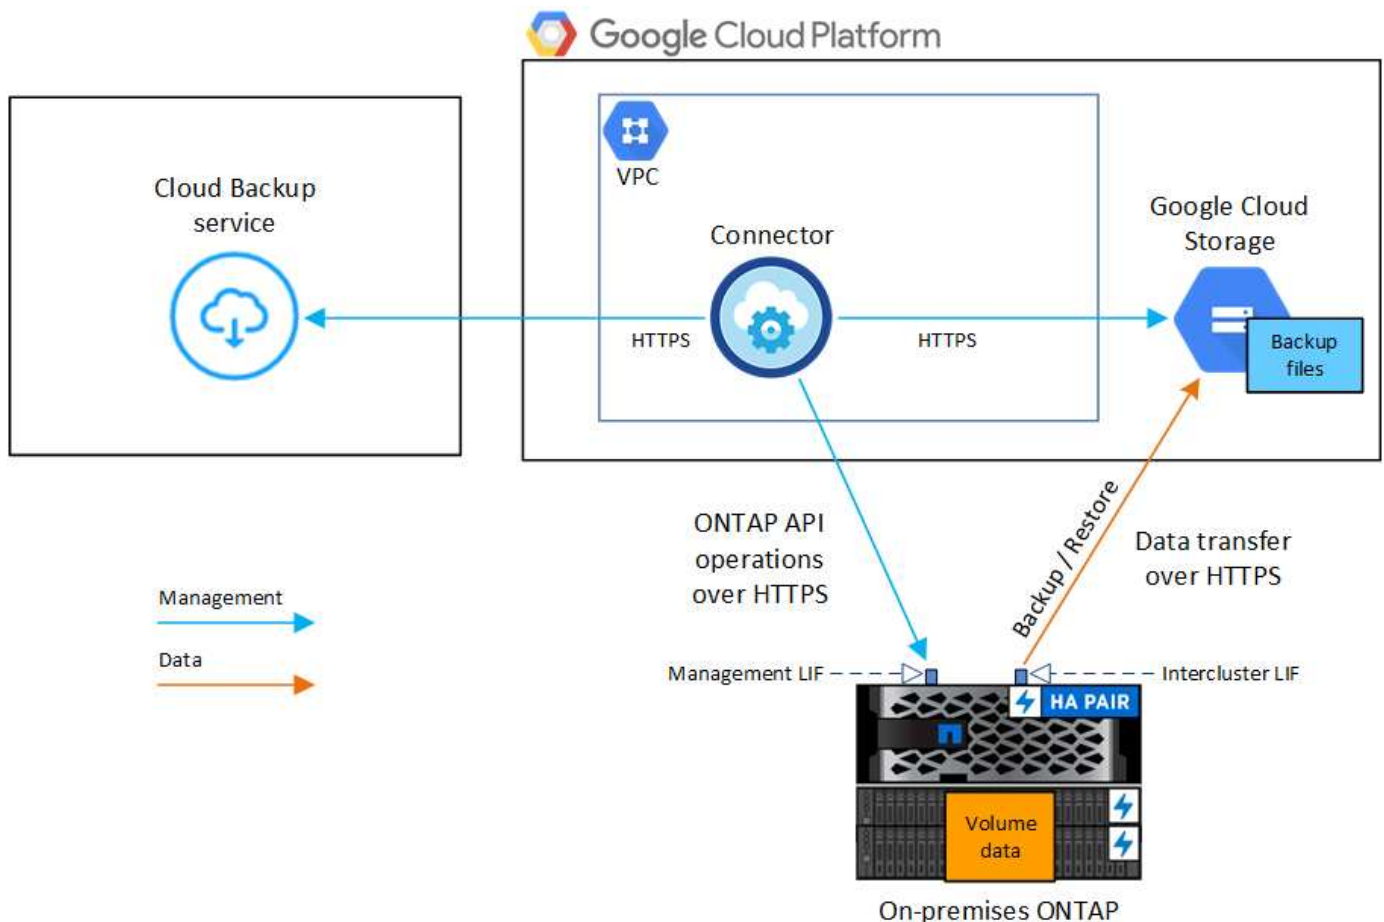 Google Cloud Platform
Cloud Backup
service
VPC
Connector
Google Cloud
Storage
HTTPS
HTTPS
Backup
files
ONTAP API
operations
over HTTPS
Backup / Restore
Data transfer
over HTTPS
Management
Data
Management LIF
Intercluster LIF
HA PAIR
Volume
data
On-premises ONTAP